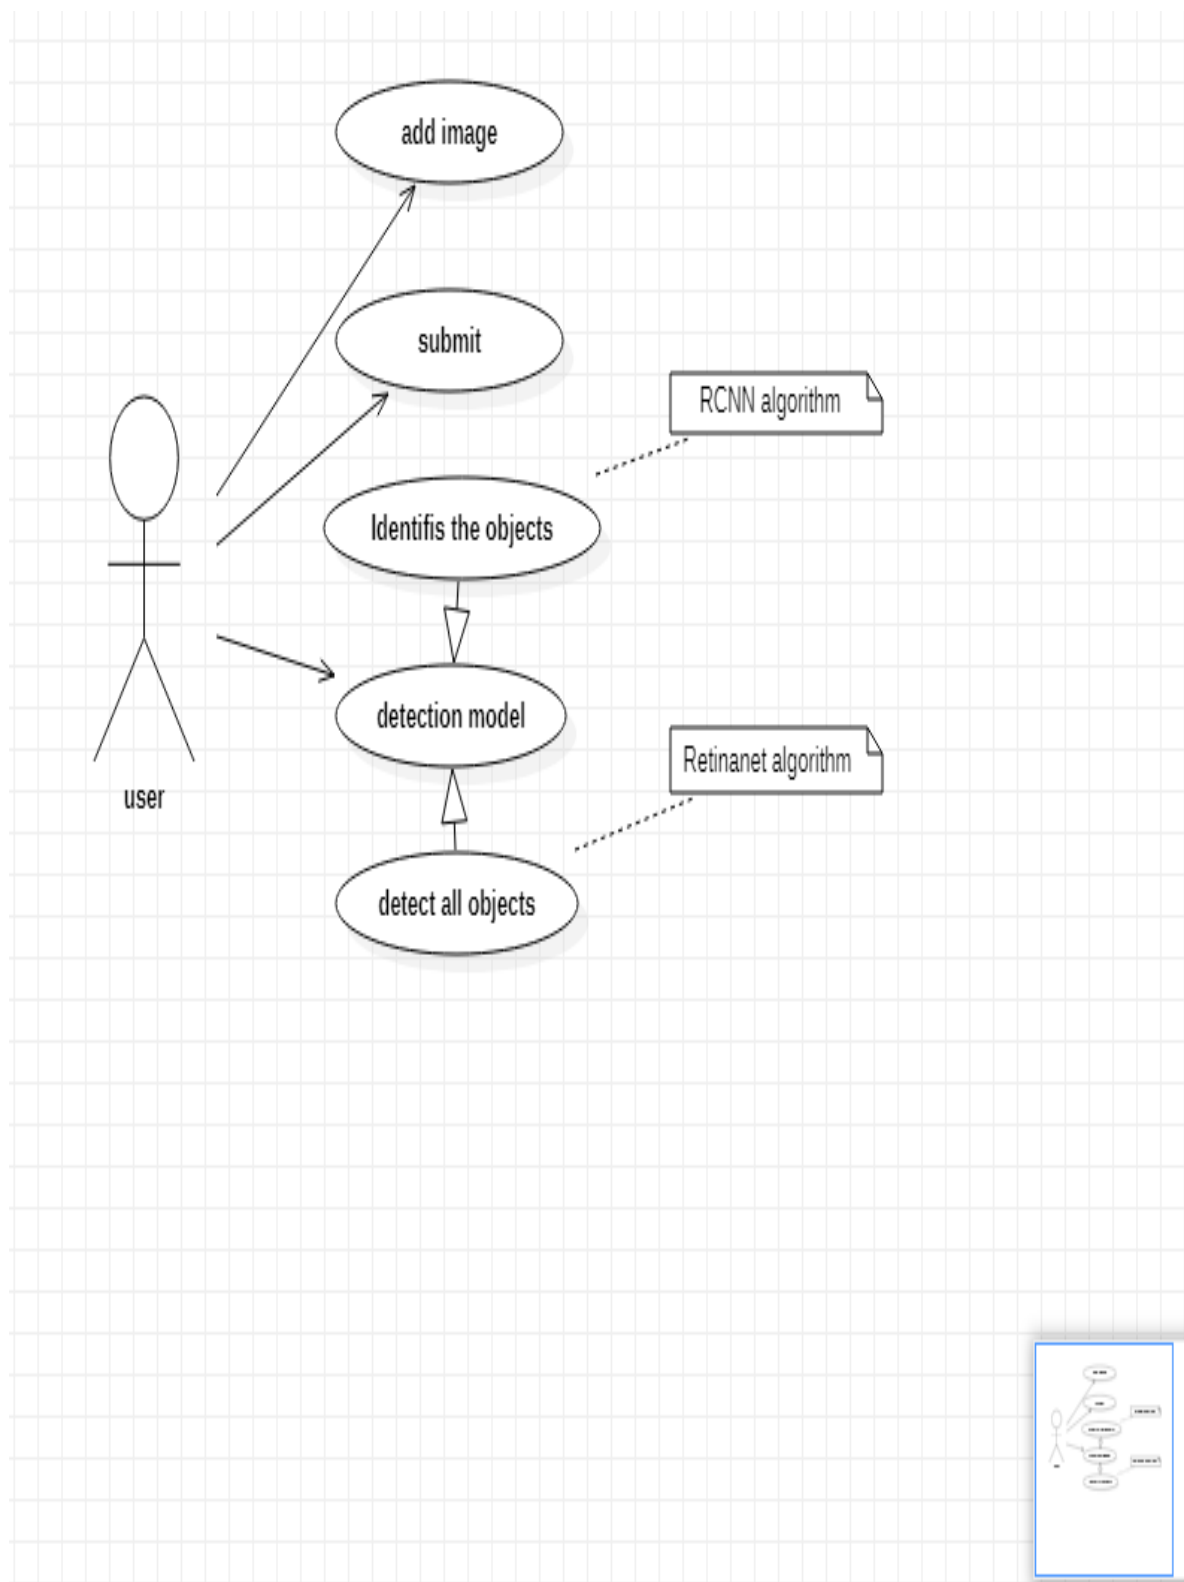 add image
submit
RCNN algorithm
Identifis the objects
detection model
Retinanet algorithm
user
detect all objects